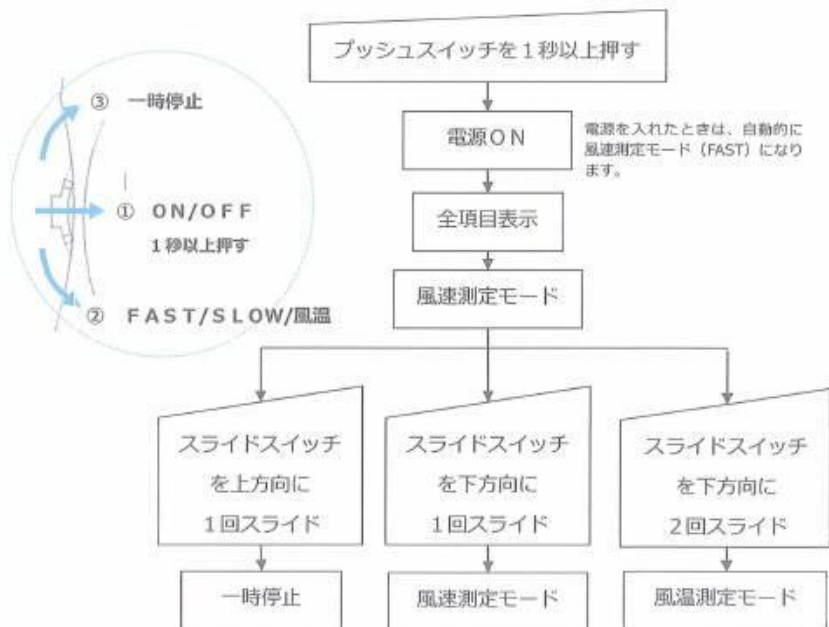 プッシュスイッチを１秒以上押す
③ 一時停止
① ON/OFF
１秒以上押す
② FAST/SLOW/風温
電源ON
電源を入れたときは、自動的に
風速測定モード（FAST）になり
ます。
全項目表示
風速測定モード
スライドスイッチ
を上方向に
１回スライド
スライドスイッチ
を下方向に
１回スライド
スライドスイッチ
を下方向に
２回スライド
一時停止
風速測定モード
風温測定モード